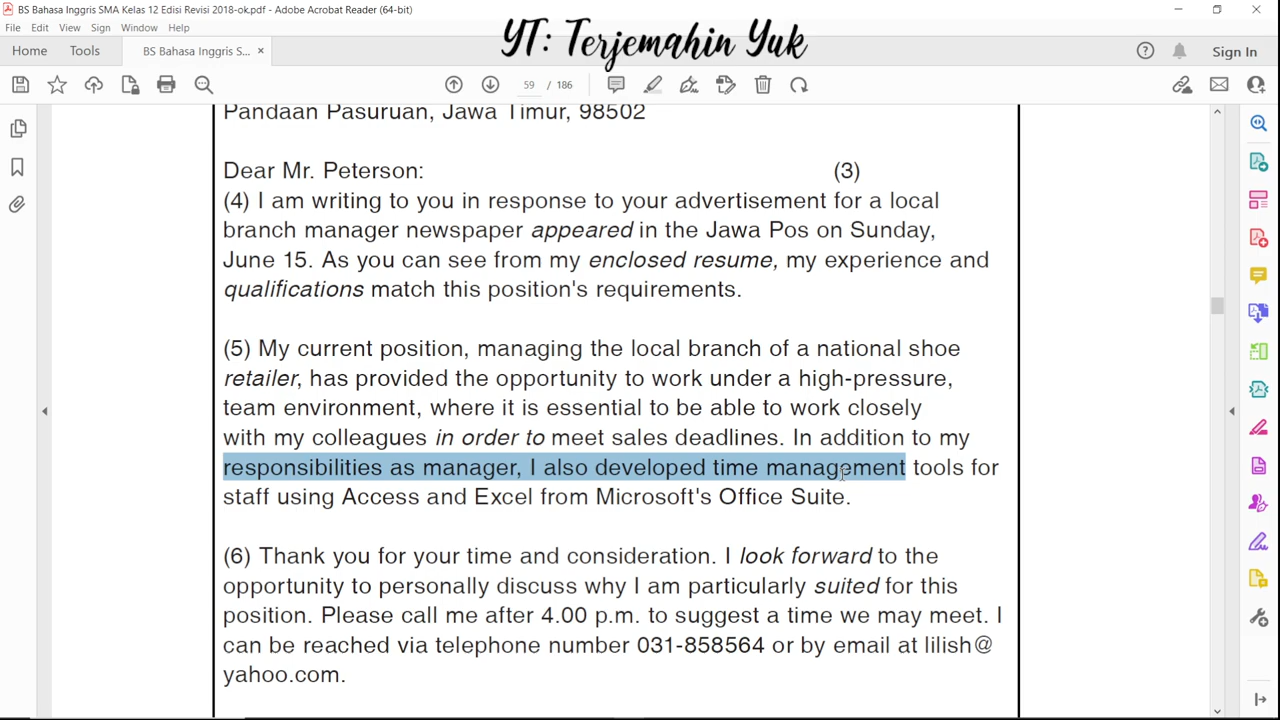 BS Bahasa Inggris SMA Kelas 12 Edisi Revisi 2018-ok.pdf - Adobe Acrobat Reader (64-bit)
File Edit View Sign Window Help
YT: Terjemahin Yuk
Home Tools BS Bahasa Inggris S... × Sign In
59 / 186
Pandaan Pasuruan, Jawa Timur, 98502
Dear Mr. Peterson: (3)
(4) I am writing to you in response to your advertisement for a local
branch manager newspaper appeared in the Jawa Pos on Sunday,
June 15. As you can see from my enclosed resume, my experience and
qualifications match this position's requirements.
(5) My current position, managing the local branch of a national shoe
retailer, has provided the opportunity to work under a high-pressure,
team environment, where it is essential to be able to work closely
with my colleagues in order to meet sales deadlines. In addition to my
responsibilities as manager, I also developed time management tools for
staff using Access and Excel from Microsoft's Office Suite.
(6) Thank you for your time and consideration. I look forward to the
opportunity to personally discuss why I am particularly suited for this
position. Please call me after 4.00 p.m. to suggest a time we may meet. I
can be reached via telephone number 031-858564 or by email at lilish@
yahoo.com.